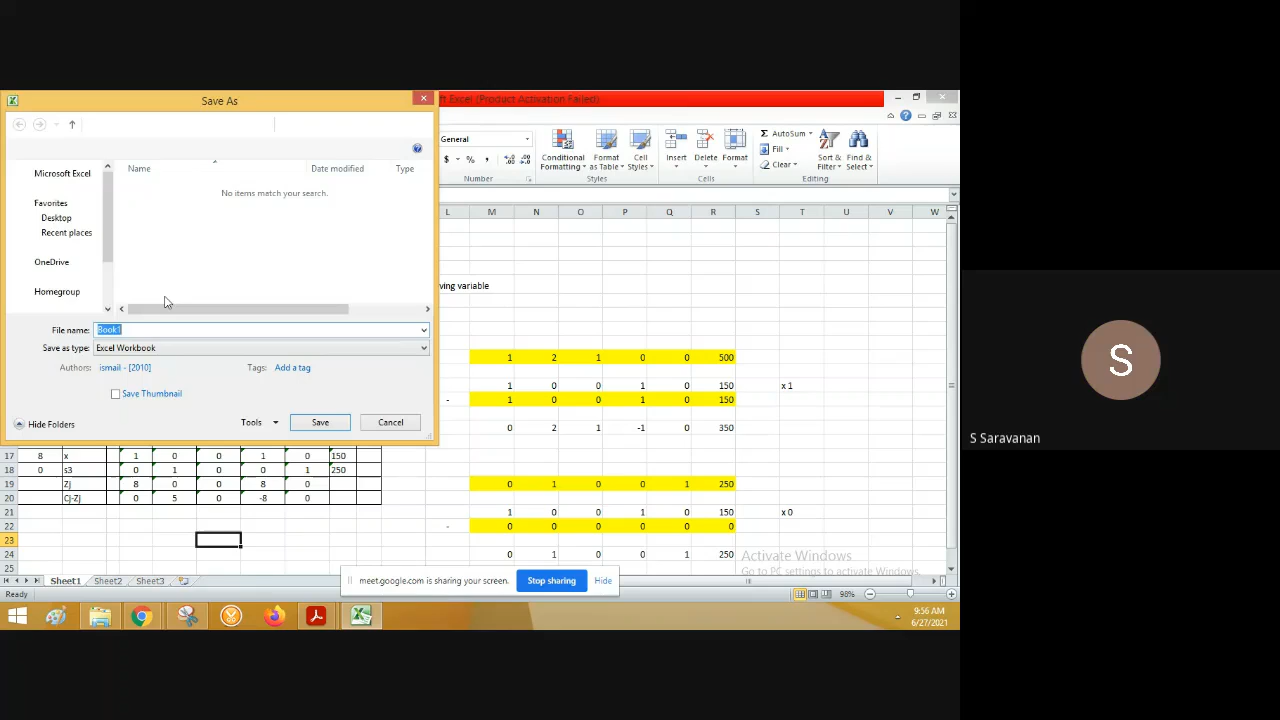 Save As
ft Excel (Product Activation Failed)
Name
Date modified
Type
No items match your search.
Microsoft Excel
Favorites
Desktop
Recent places
OneDrive
Homegroup
File name: Book1
Save as type: Excel Workbook
Authors: ismail - [2010]
Tags: Add a tag
Save Thumbnail
Hide Folders
Tools
Save
Cancel
General
$ % ,
Number
Conditional Formatting
Format as Table
Cell Styles
Styles
Insert
Delete
Format
Cells
AutoSum
Fill
Clear
Sort & Filter
Find & Select
Editing
L M N O P Q R S T U V W
ving variable
1 2 1 0 0 500
1 0 0 1 0 150 x 1
- 1 0 0 1 0 150
0 2 1 -1 0 350
17 8 x 1 0 0 1 0 150
18 0 s3 0 1 0 0 1 250
19 Zj 8 0 0 8 0
0 1 0 0 1 250
20 Cj-Zj 0 5 0 -8 0
21
1 0 0 1 0 150 x 0
22
- 0 0 0 0 0 0
23
24
0 1 0 0 1 250
25
Activate Windows
Go to PC settings to activate Windows.
Sheet1 Sheet2 Sheet3
meet.google.com is sharing your screen.
Stop sharing
Hide
Ready
98%
9:56 AM
6/27/2021
S
S Saravanan